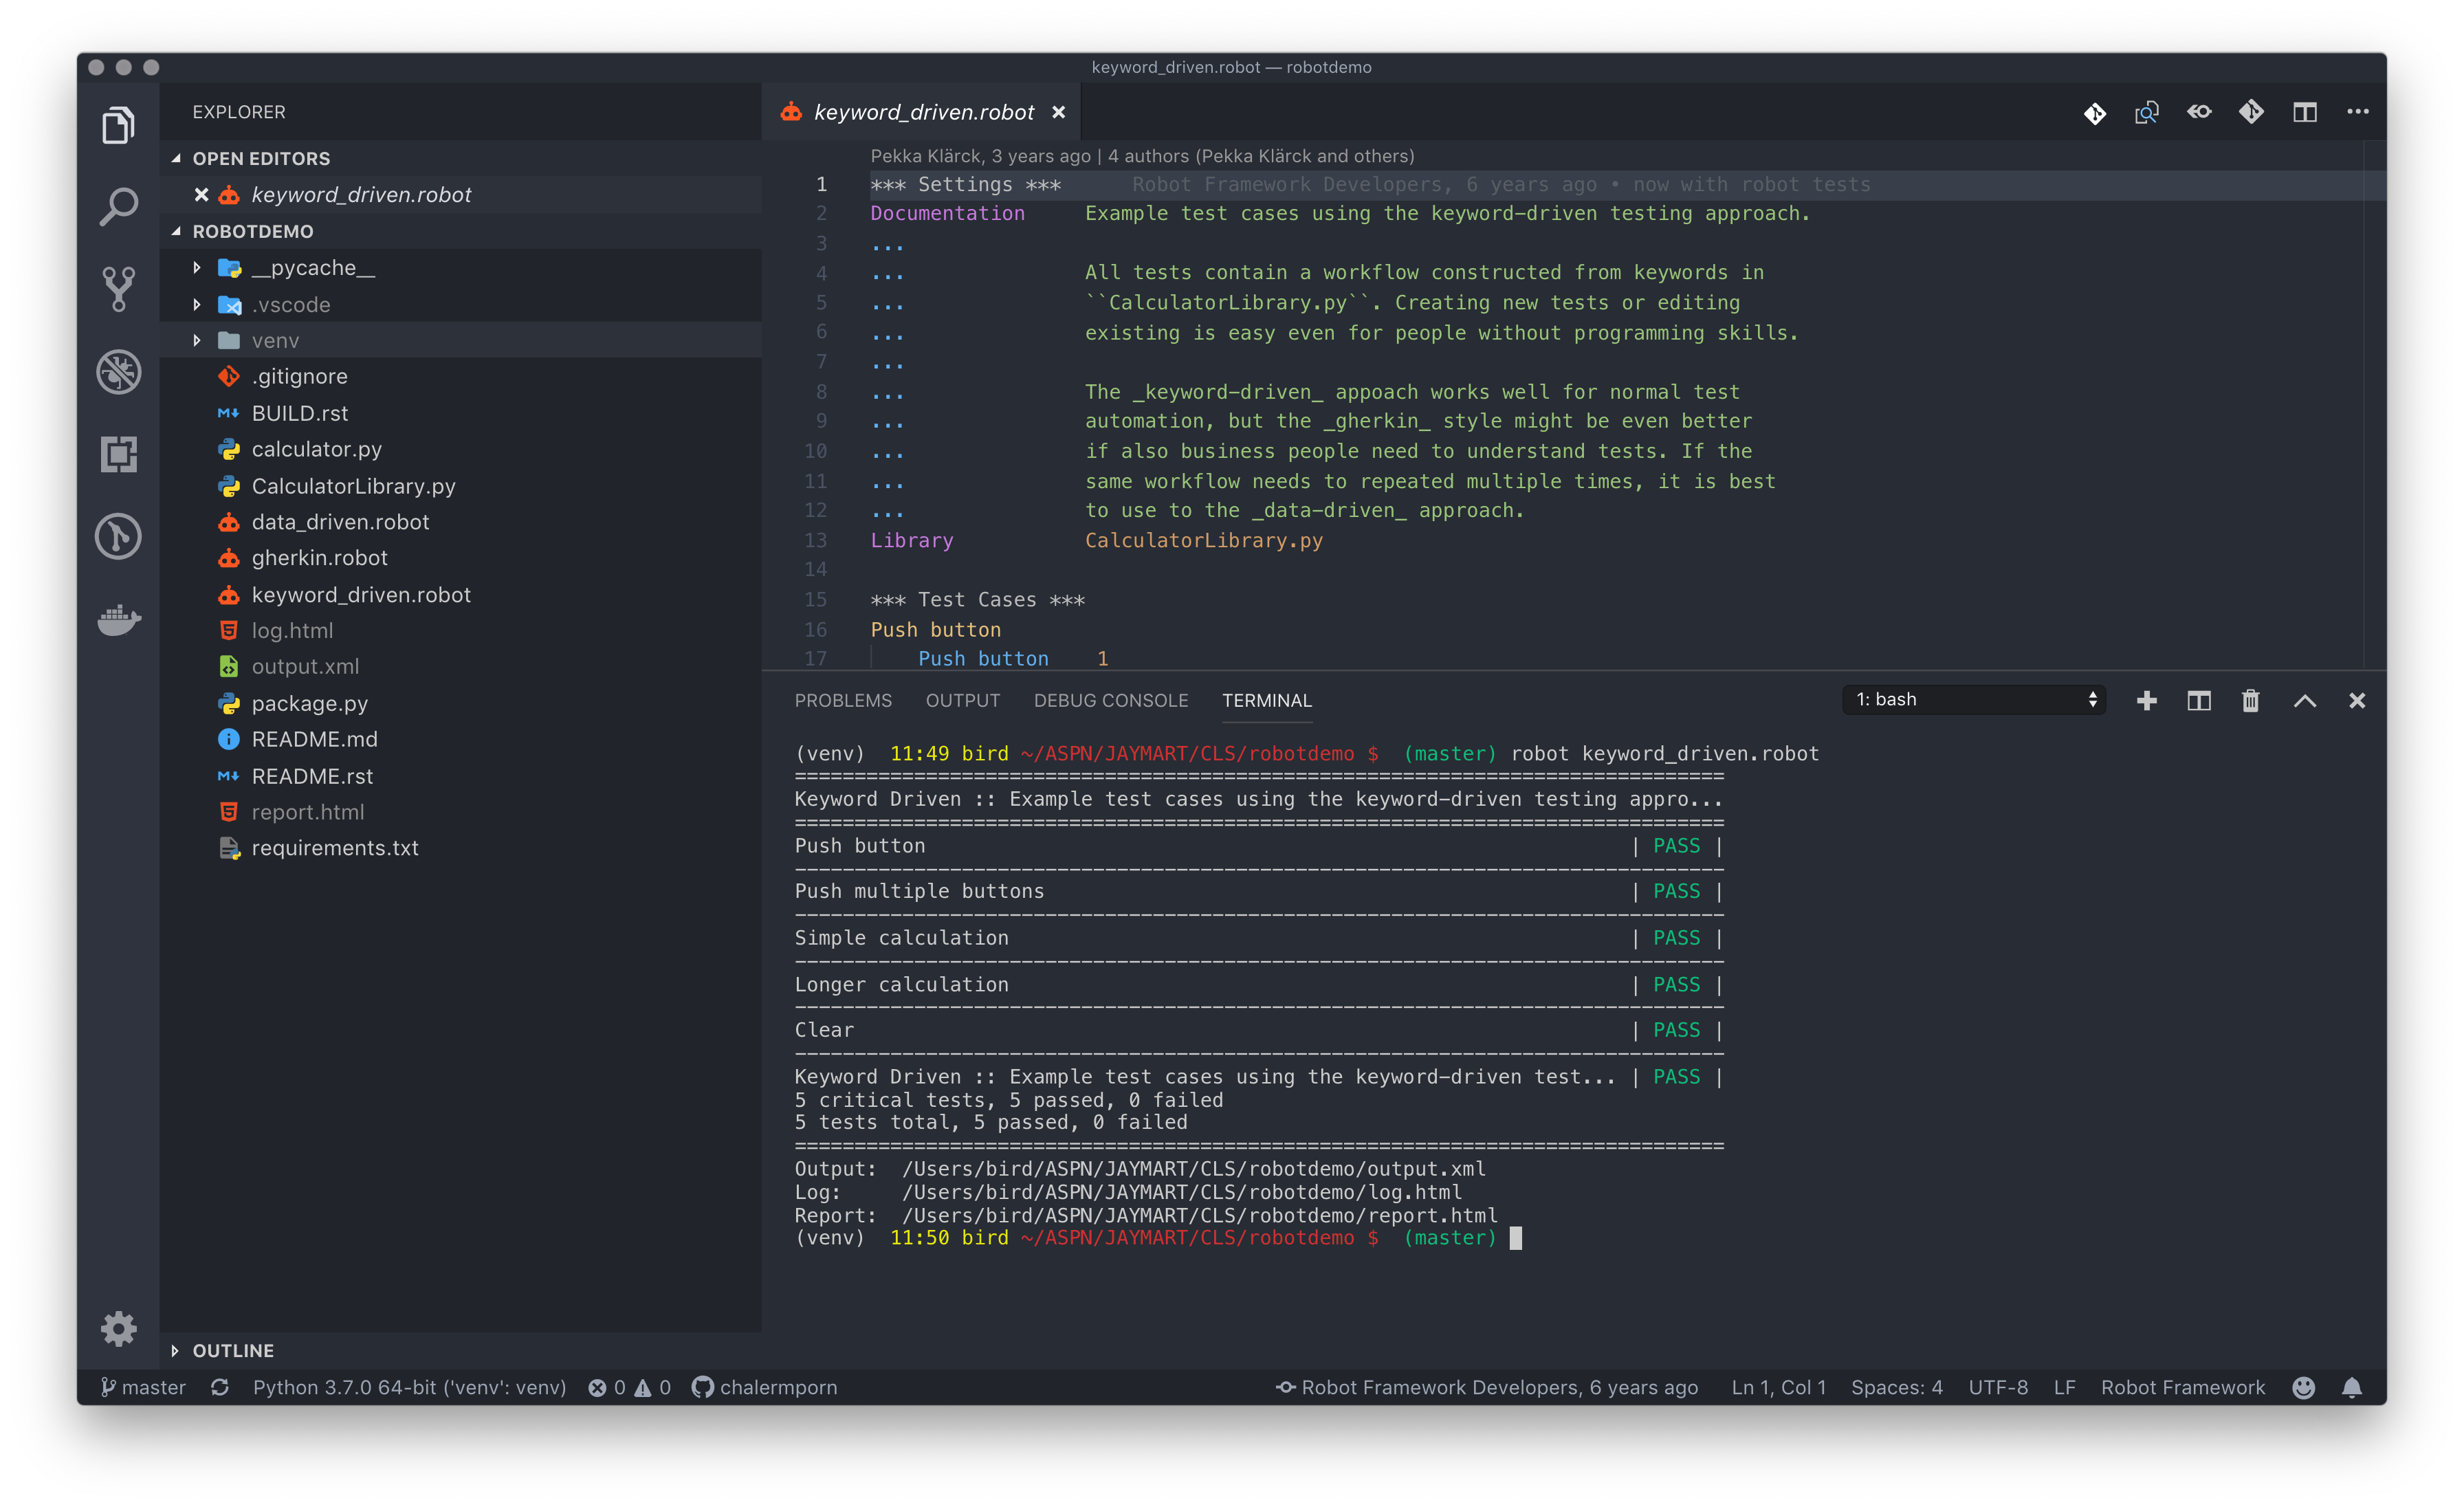 keyword_driven.robot — robotdemo
EXPLORER
OPEN EDITORS
keyword_driven.robot
ROBOTDEMO
__pycache__
.vscode
venv
.gitignore
BUILD.rst
calculator.py
CalculatorLibrary.py
data_driven.robot
gherkin.robot
keyword_driven.robot
log.html
output.xml
package.py
README.md
README.rst
report.html
requirements.txt
OUTLINE
keyword_driven.robot
Pekka Klärck, 3 years ago | 4 authors (Pekka Klärck and others)
1 *** Settings *** Robot Framework Developers, 6 years ago • now with robot tests
2 Documentation Example test cases using the keyword-driven testing approach.
3 ...
4 ... All tests contain a workflow constructed from keywords in
5 ... ``CalculatorLibrary.py``. Creating new tests or editing
6 ... existing is easy even for people without programming skills.
7 ...
8 ... The _keyword-driven_ appoach works well for normal test
9 ... automation, but the _gherkin_ style might be even better
10 ... if also business people need to understand tests. If the
11 ... same workflow needs to repeated multiple times, it is best
12 ... to use to the _data-driven_ approach.
13 Library CalculatorLibrary.py
14
15 *** Test Cases ***
16 Push button
17 Push button 1
PROBLEMS OUTPUT DEBUG CONSOLE TERMINAL 1: bash
(venv) 11:49 bird ~/ASPN/JAYMART/CLS/robotdemo $ (master) robot keyword_driven.robot
==============================================================================
Keyword Driven :: Example test cases using the keyword-driven testing appro...
==============================================================================
Push button | PASS |
------------------------------------------------------------------------------
Push multiple buttons | PASS |
------------------------------------------------------------------------------
Simple calculation | PASS |
------------------------------------------------------------------------------
Longer calculation | PASS |
------------------------------------------------------------------------------
Clear | PASS |
------------------------------------------------------------------------------
Keyword Driven :: Example test cases using the keyword-driven test... | PASS |
5 critical tests, 5 passed, 0 failed
5 tests total, 5 passed, 0 failed
==============================================================================
Output: /Users/bird/ASPN/JAYMART/CLS/robotdemo/output.xml
Log: /Users/bird/ASPN/JAYMART/CLS/robotdemo/log.html
Report: /Users/bird/ASPN/JAYMART/CLS/robotdemo/report.html
(venv) 11:50 bird ~/ASPN/JAYMART/CLS/robotdemo $ (master)
master Python 3.7.0 64-bit ('venv': venv) 0 0 chalermporn Robot Framework Developers, 6 years ago Ln 1, Col 1 Spaces: 4 UTF-8 LF Robot Framework